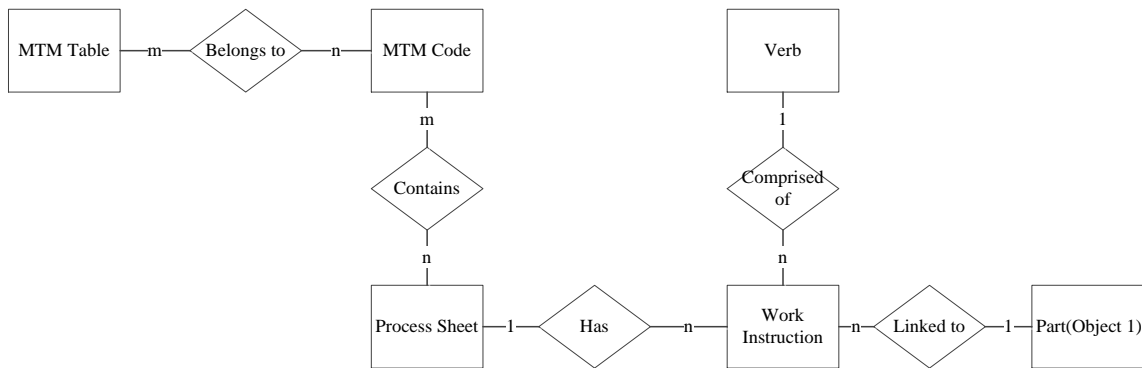 MTM Table m Belongs to n MTM Code Verb
m 1
Contains Comprised
of
n n
Process Sheet 1 Has n Work
Instruction n Linked to 1 Part(Object 1)